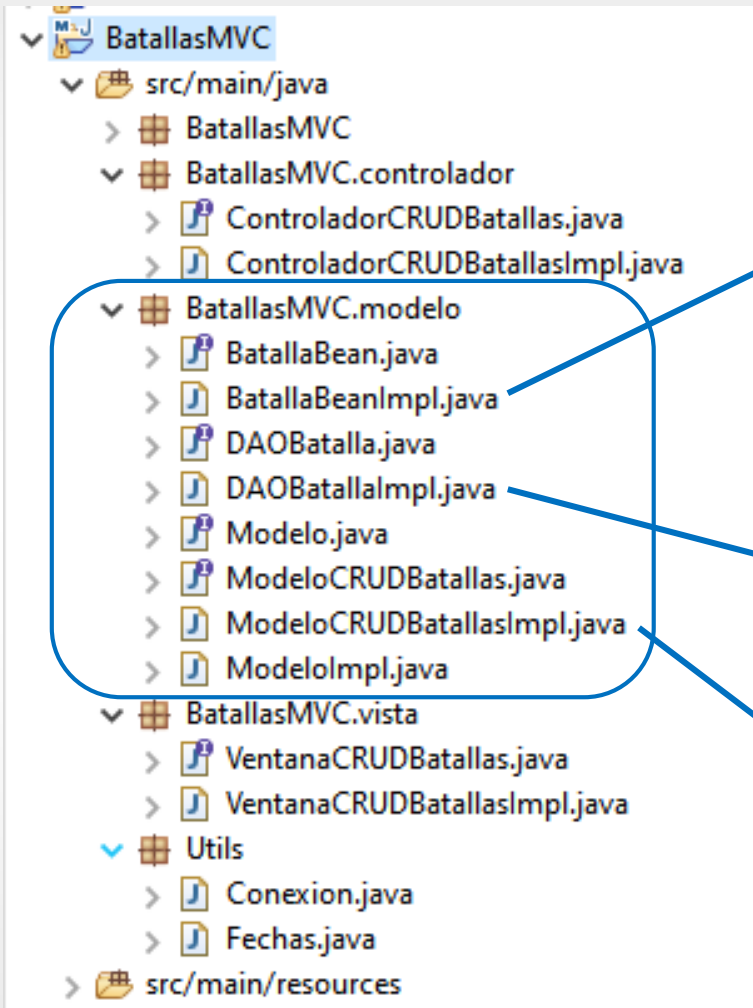 BatallasMVC
src/main/java
BatallasMVC
BatallasMVC.controlador
ControladorCRUDBatallas.java
ControladorCRUDBatallasImpl.java
BatallasMVC.modelo
BatallaBean.java
BatallaBeanImpl.java
DAOBatalla.java
DAOBatallaImpl.java
Modelo.java
ModeloCRUDBatallas.java
ModeloCRUDBatallasImpl.java
ModeloImpl.java
BatallasMVC.vista
VentanaCRUDBatallas.java
VentanaCRUDBatallasImpl.java
Utils
Conexion.java
Fechas.java
src/main/resources